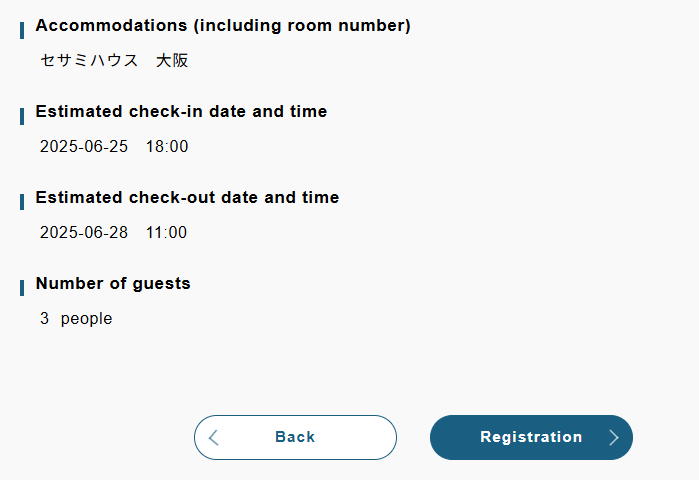 Accommodations (including room number)
セサミハウス　大阪
Estimated check-in date and time
2025-06-25　18:00
Estimated check-out date and time
2025-06-28　11:00
Number of guests
3 people
Back
Registration